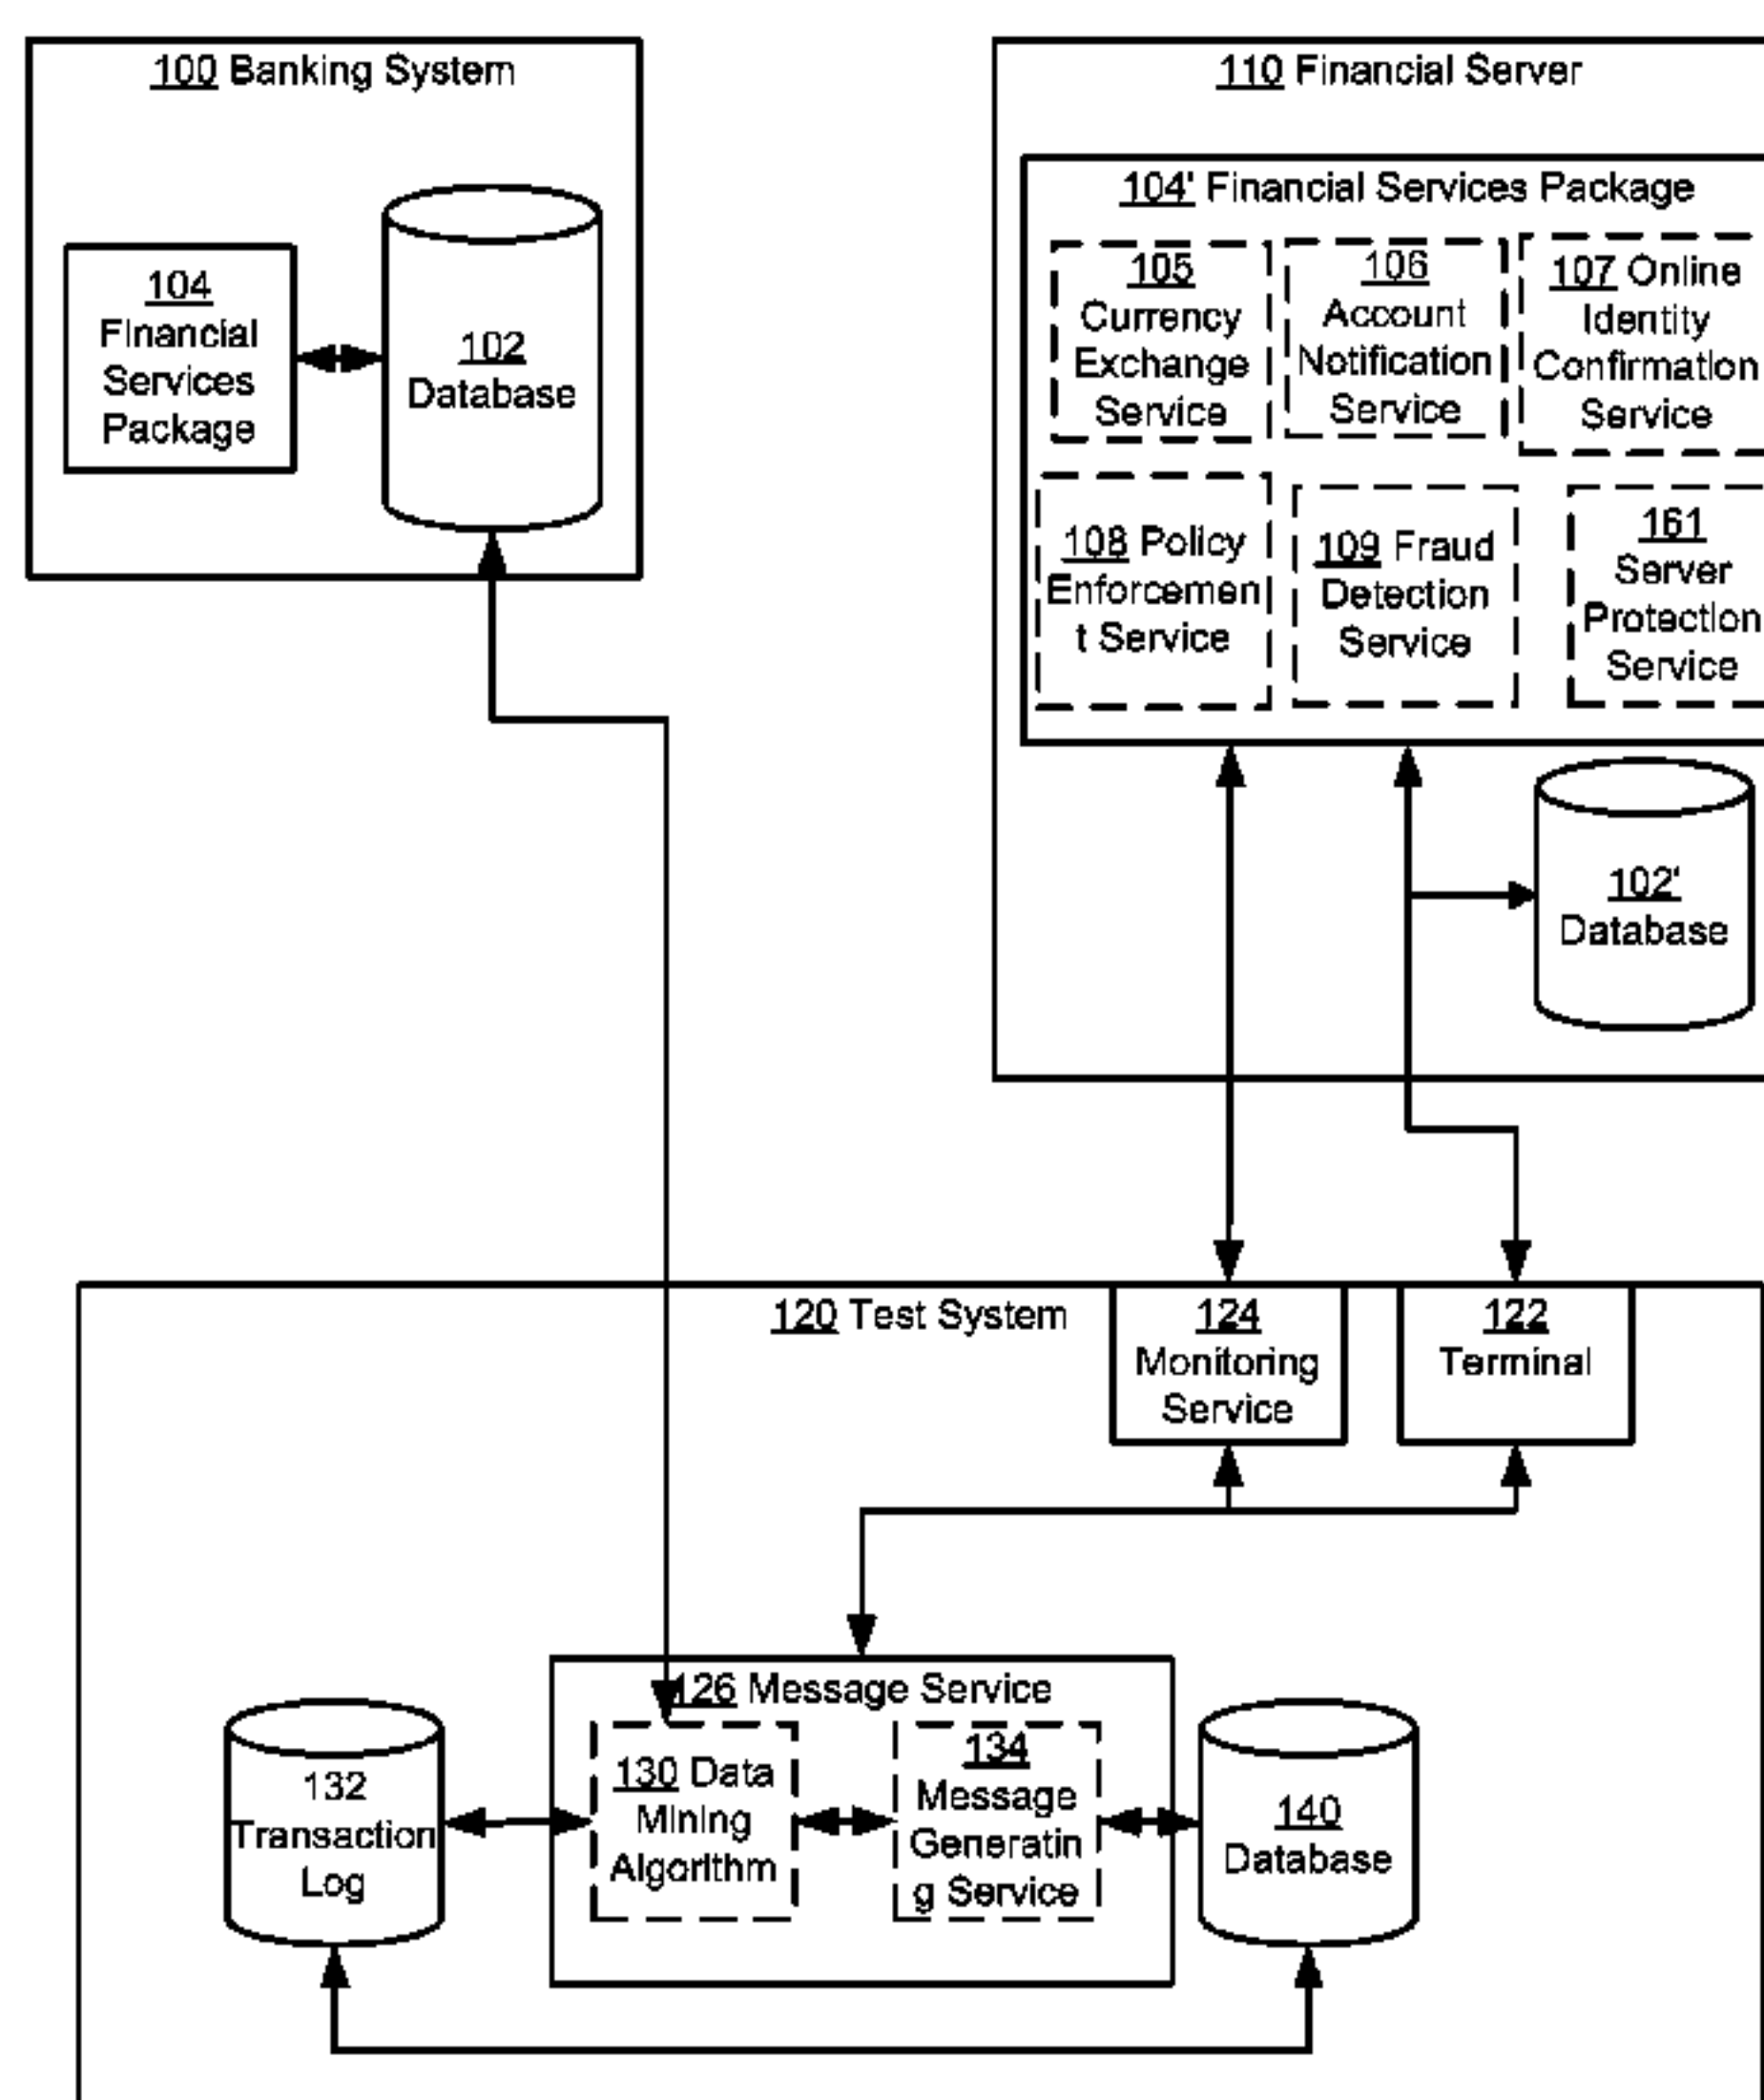 100 Banking System
104
Financial
Services
Package
102
Database
110 Financial Server
104' Financial Services Package
105
Currency
Exchange
Service
106
Account
Notification
Service
107 Online
Identity
Confirmation
Service
108 Policy
Enforcemen
t Service
109 Fraud
Detection
Service
161
Server
Protection
Service
102'
Database
120 Test System
124
Monitoring
Service
122
Terminal
126 Message Service
132
Transaction
Log
130 Data
Mining
Algorithm
134
Message
Generatin
g Service
140
Database